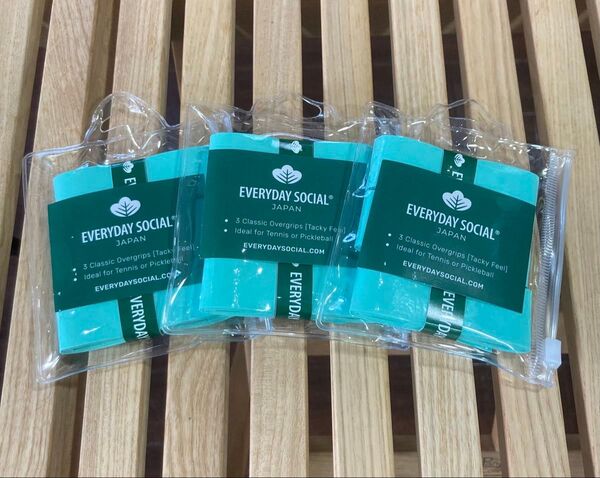 EVERYDAY SOCIAL®
JAPAN
• 3 Classic Overgrips [Tacky Feel]
• Ideal for Tennis or Pickleball
EVERYDAYSOCIAL.COM
VERYDAY
EVERYDAY SOCIAL®
JAPAN
• 3 Classic Overgrips [Tacky Feel]
• Ideal for Tennis or Pickleball
EVERYDAYSOCIAL.COM
EVERYDAY
EVERYDAY SOCIAL®
JAPAN
• 3 Classic Overgrips [Tacky Feel]
• Ideal for Tennis or Pickleball
EVERYDAYSOCIAL.COM